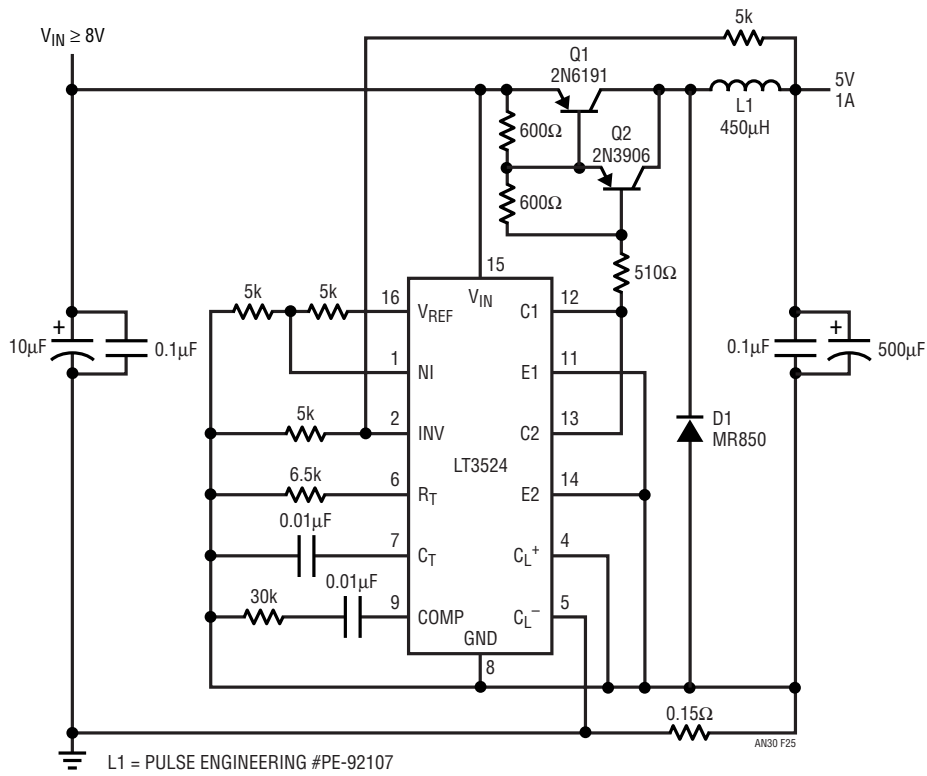 V_IN ≥ 8V
5k
Q1
2N6191
5V
1A
L1
450µH
600Ω
Q2
2N3906
600Ω
510Ω
15
V_IN
5k
5k
16
V_REF
C1
12
10µF
+
0.1µF
1
NI
E1
11
0.1µF
+
500µF
5k
2
INV
C2
13
D1
MR850
LT3524
6.5k
6
R_T
E2
14
0.01µF
7
C_T
C_L^+
4
0.01µF
30k
9
COMP
C_L^–
5
GND
8
0.15Ω
AN30 F25
L1 = PULSE ENGINEERING #PE-92107